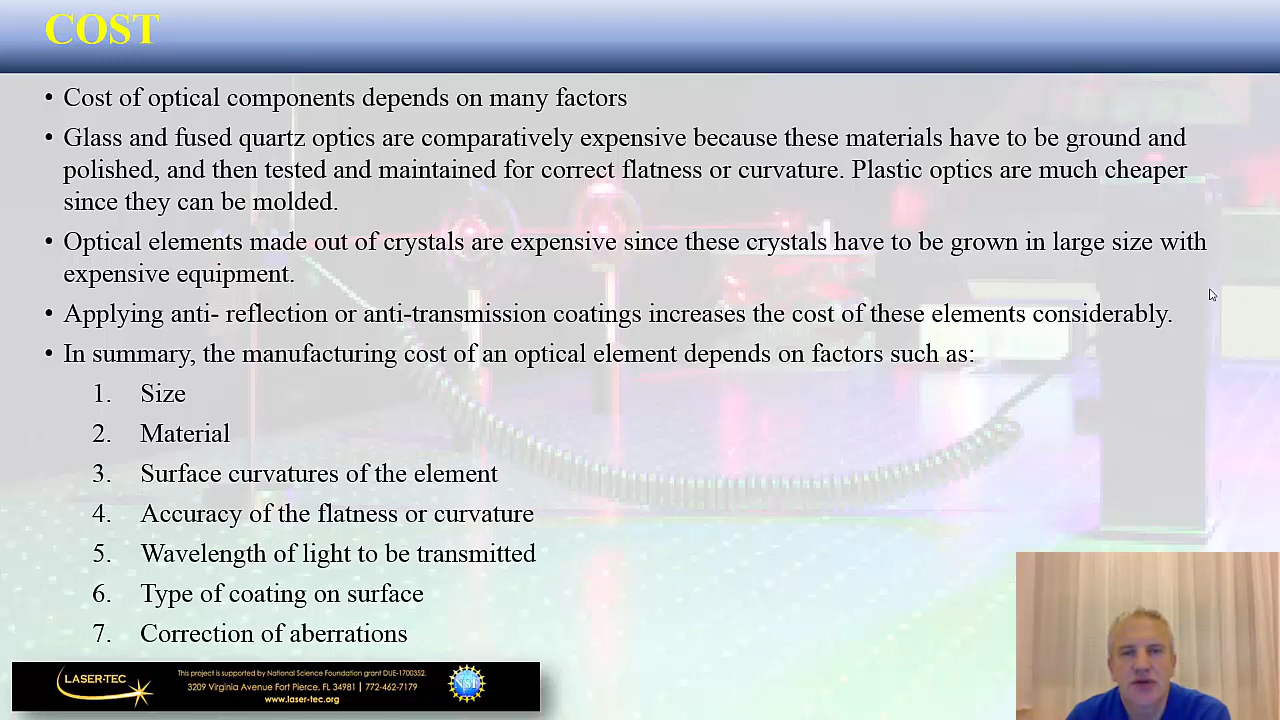 COST
• Cost of optical components depends on many factors
• Glass and fused quartz optics are comparatively expensive because these materials have to be ground and
polished, and then tested and maintained for correct flatness or curvature. Plastic optics are much cheaper
since they can be molded.
• Optical elements made out of crystals are expensive since these crystals have to be grown in large size with
expensive equipment.
• Applying anti- reflection or anti-transmission coatings increases the cost of these elements considerably.
• In summary, the manufacturing cost of an optical element depends on factors such as:
1. Size
2. Material
3. Surface curvatures of the element
4. Accuracy of the flatness or curvature
5. Wavelength of light to be transmitted
6. Type of coating on surface
7. Correction of aberrations
LASER-TEC
This project is supported by National Science Foundation grant DUE-1700352.
3209 Virginia Avenue Fort Pierce, FL 34981 | 772-462-7179
www.laser-tec.org
NSF